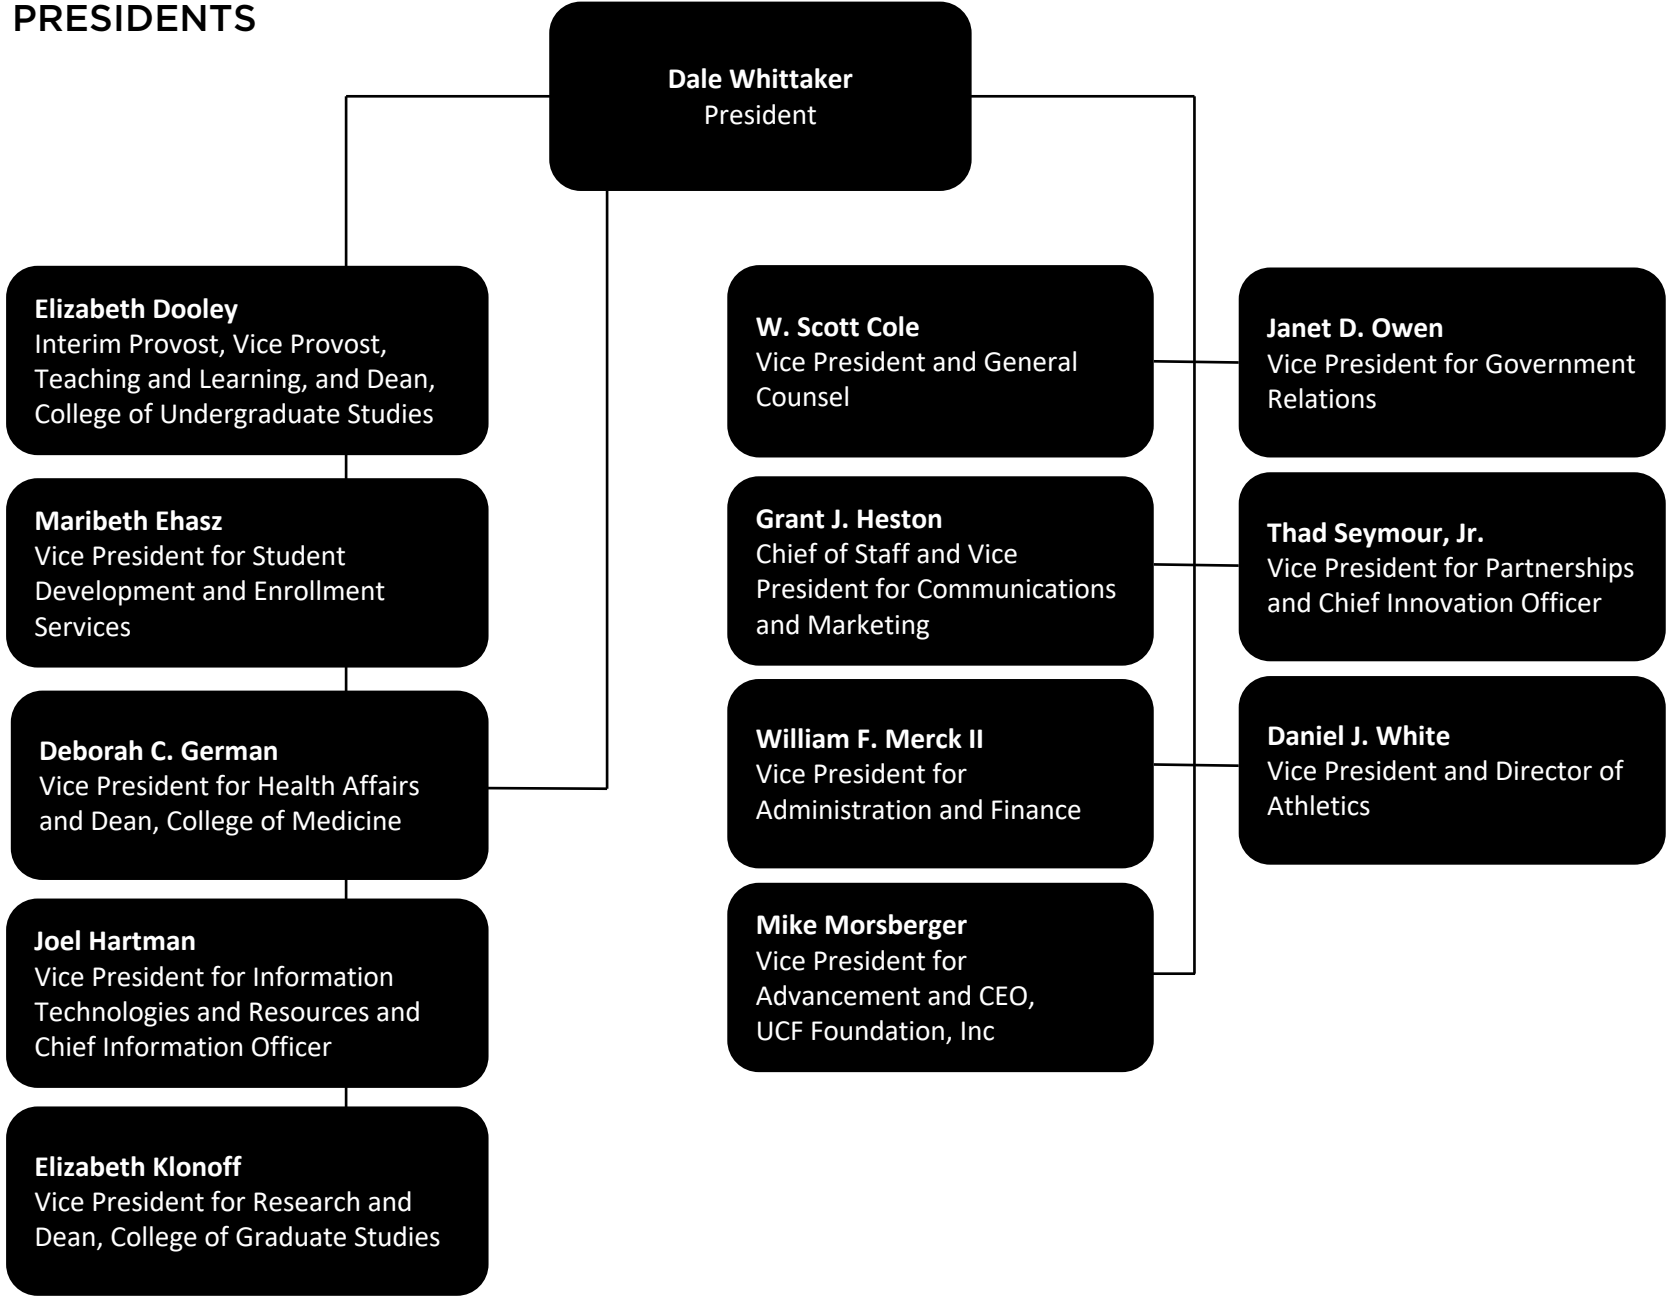 PRESIDENTS
Dale Whittaker
President
Elizabeth Dooley
Interim Provost, Vice Provost,
Teaching and Learning, and Dean,
College of Undergraduate Studies
Maribeth Ehasz
Vice President for Student
Development and Enrollment
Services
Deborah C. German
Vice President for Health Affairs
and Dean, College of Medicine
Joel Hartman
Vice President for Information
Technologies and Resources and
Chief Information Officer
Elizabeth Klonoff
Vice President for Research and
Dean, College of Graduate Studies
W. Scott Cole
Vice President and General
Counsel
Grant J. Heston
Chief of Staff and Vice
President for Communications
and Marketing
William F. Merck II
Vice President for
Administration and Finance
Mike Morsberger
Vice President for
Advancement and CEO,
UCF Foundation, Inc
Janet D. Owen
Vice President for Government
Relations
Thad Seymour, Jr.
Vice President for Partnerships
and Chief Innovation Officer
Daniel J. White
Vice President and Director of
Athletics